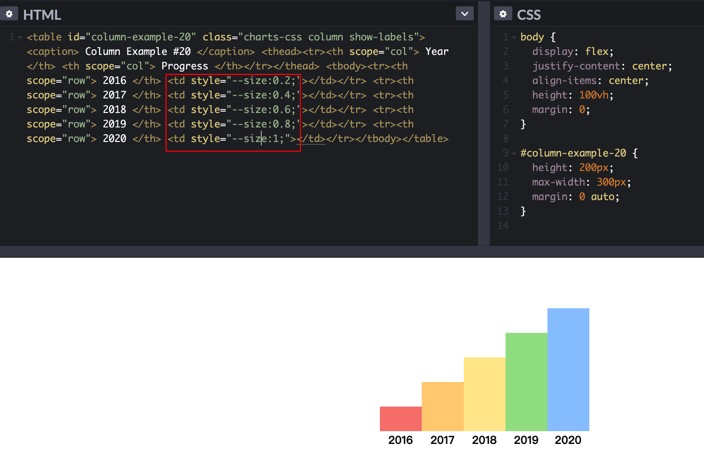 HTML
1 <table id="column-example-20" class="charts-css column show-labels">
<caption> Column Example #20 </caption> <thead><tr><th scope="col"> Year
</th> <th scope="col"> Progress </th></tr></thead> <tbody><tr><th
scope="row"> 2016 </th> <td style="--size:0.2;"></td></tr> <tr><th
scope="row"> 2017 </th> <td style="--size:0.4;"></td></tr> <tr><th
scope="row"> 2018 </th> <td style="--size:0.6;"></td></tr> <tr><th
scope="row"> 2019 </th> <td style="--size:0.8;"></td></tr> <tr><th
scope="row"> 2020 </th> <td style="--size:1;"></td></tr></tbody></table>
CSS
1 body {
2 display: flex;
3 justify-content: center;
4 align-items: center;
5 height: 100vh;
6 margin: 0;
7 }
8
9 #column-example-20 {
10 height: 200px;
11 max-width: 300px;
12 margin: 0 auto;
13 }
14
2016 2017 2018 2019 2020